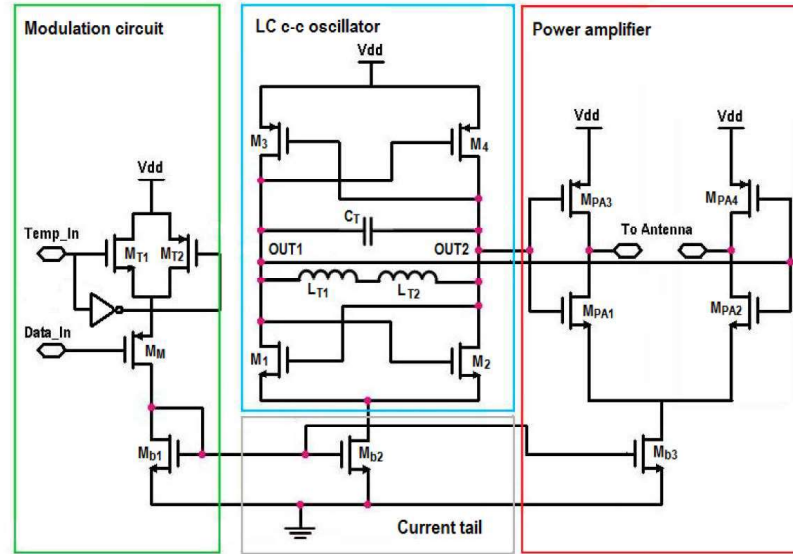 Modulation circuit
LC c-c oscillator
Power amplifier
Vdd
Vdd
Vdd
M3
M4
Vdd
MPA3
MPA4
CT
Temp_In
MT1
MT2
To Antenna
OUT1
OUT2
LT1
LT2
MPA1
MPA2
Data_In
MM
M1
M2
Mb1
Mb2
Mb3
Current tail